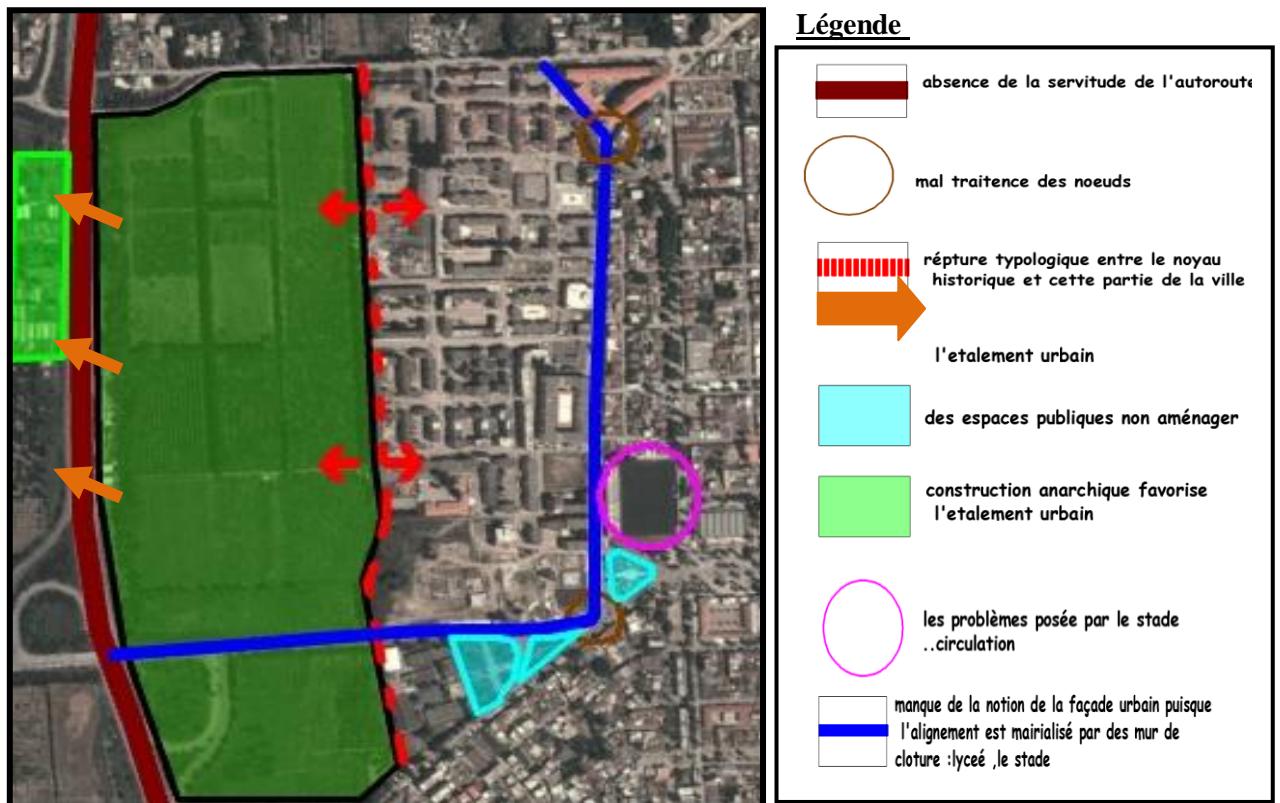 Légende
absence de la servitude de l'autoroute
mal traitence des noeuds
répture typologique entre le noyau
historique et cette partie de la ville
l'etalement urbain
des espaces publiques non aménager
construction anarchique favorise
l'etalement urbain
les problèmes posée par le stade
..circulation
manque de la notion de la façade urbain puisque
l'alignement est mairialisé par des mur de
cloture :lyceé ,le stade